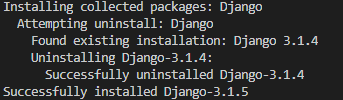 Installing collected packages: Django
  Attempting uninstall: Django
    Found existing installation: Django 3.1.4
    Uninstalling Django-3.1.4:
      Successfully uninstalled Django-3.1.4
Successfully installed Django-3.1.5